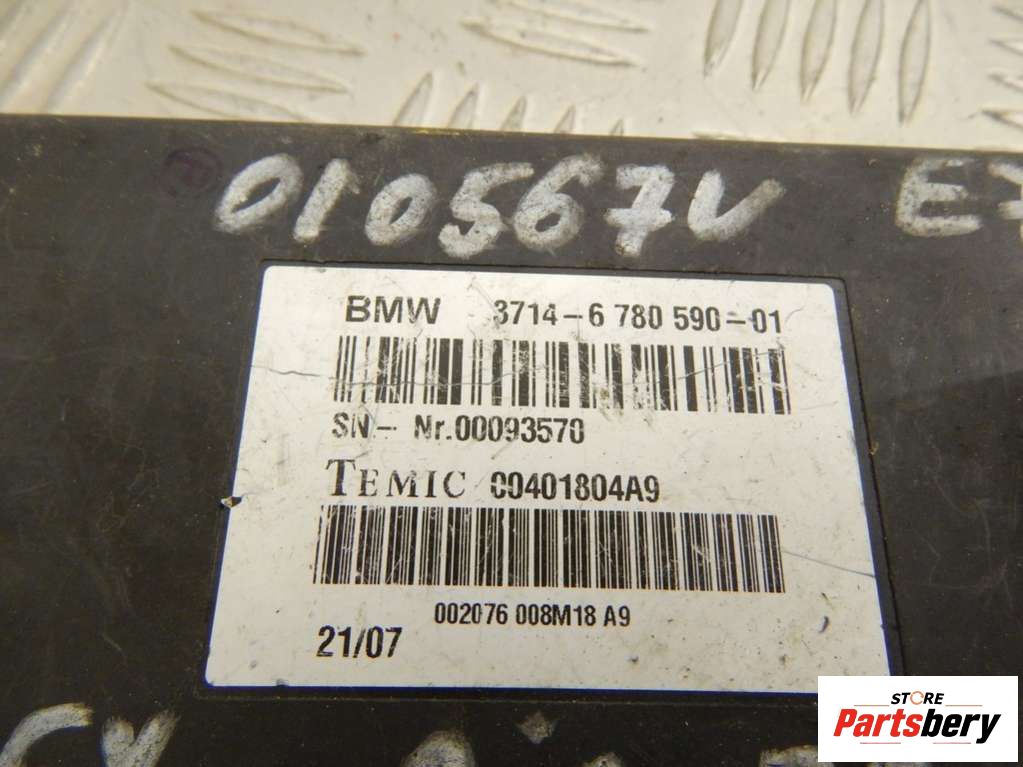 010567V E7
BMW 3714-6 780 590-01
SN- Nr.00093570
TEMIC 00401804A9
002076 008M18 A9
21/07
STORE
Partsbery